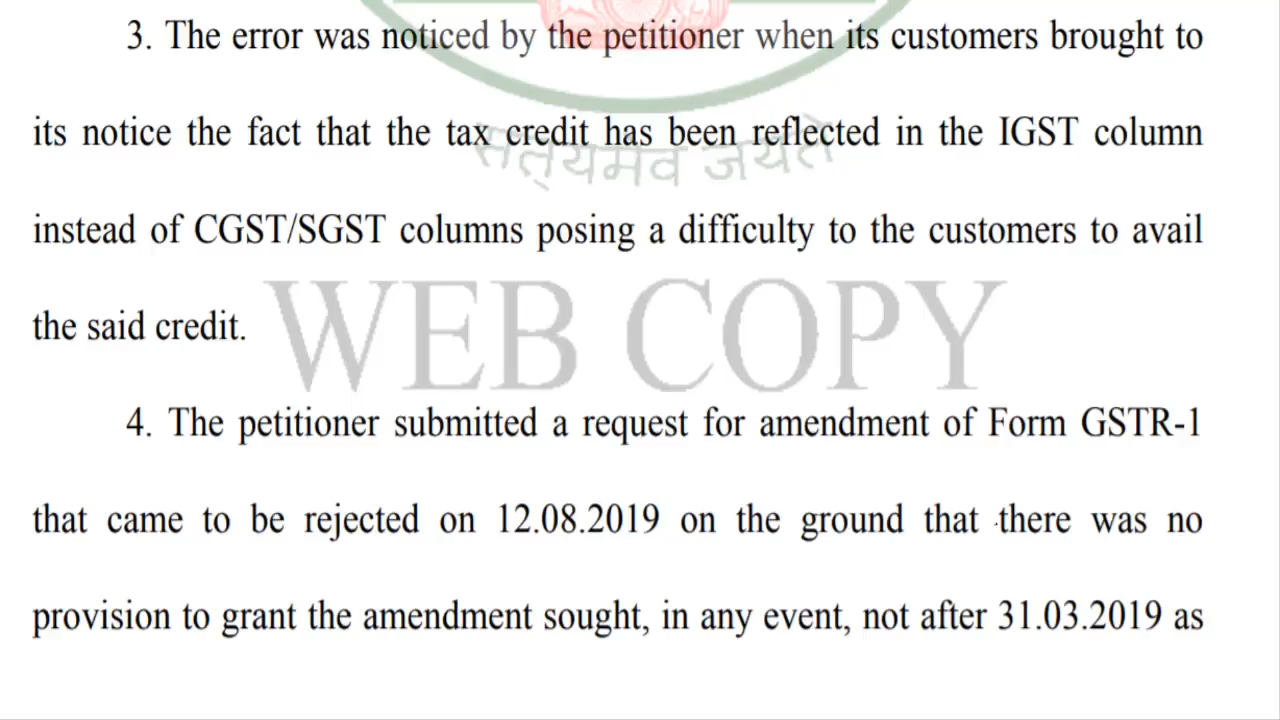 3. The error was noticed by the petitioner when its customers brought to
its notice the fact that the tax credit has been reflected in the IGST column
सत्यमेव जयते
instead of CGST/SGST columns posing a difficulty to the customers to avail
WEB COPY
the said credit.
4. The petitioner submitted a request for amendment of Form GSTR-1
that came to be rejected on 12.08.2019 on the ground that there was no
provision to grant the amendment sought, in any event, not after 31.03.2019 as